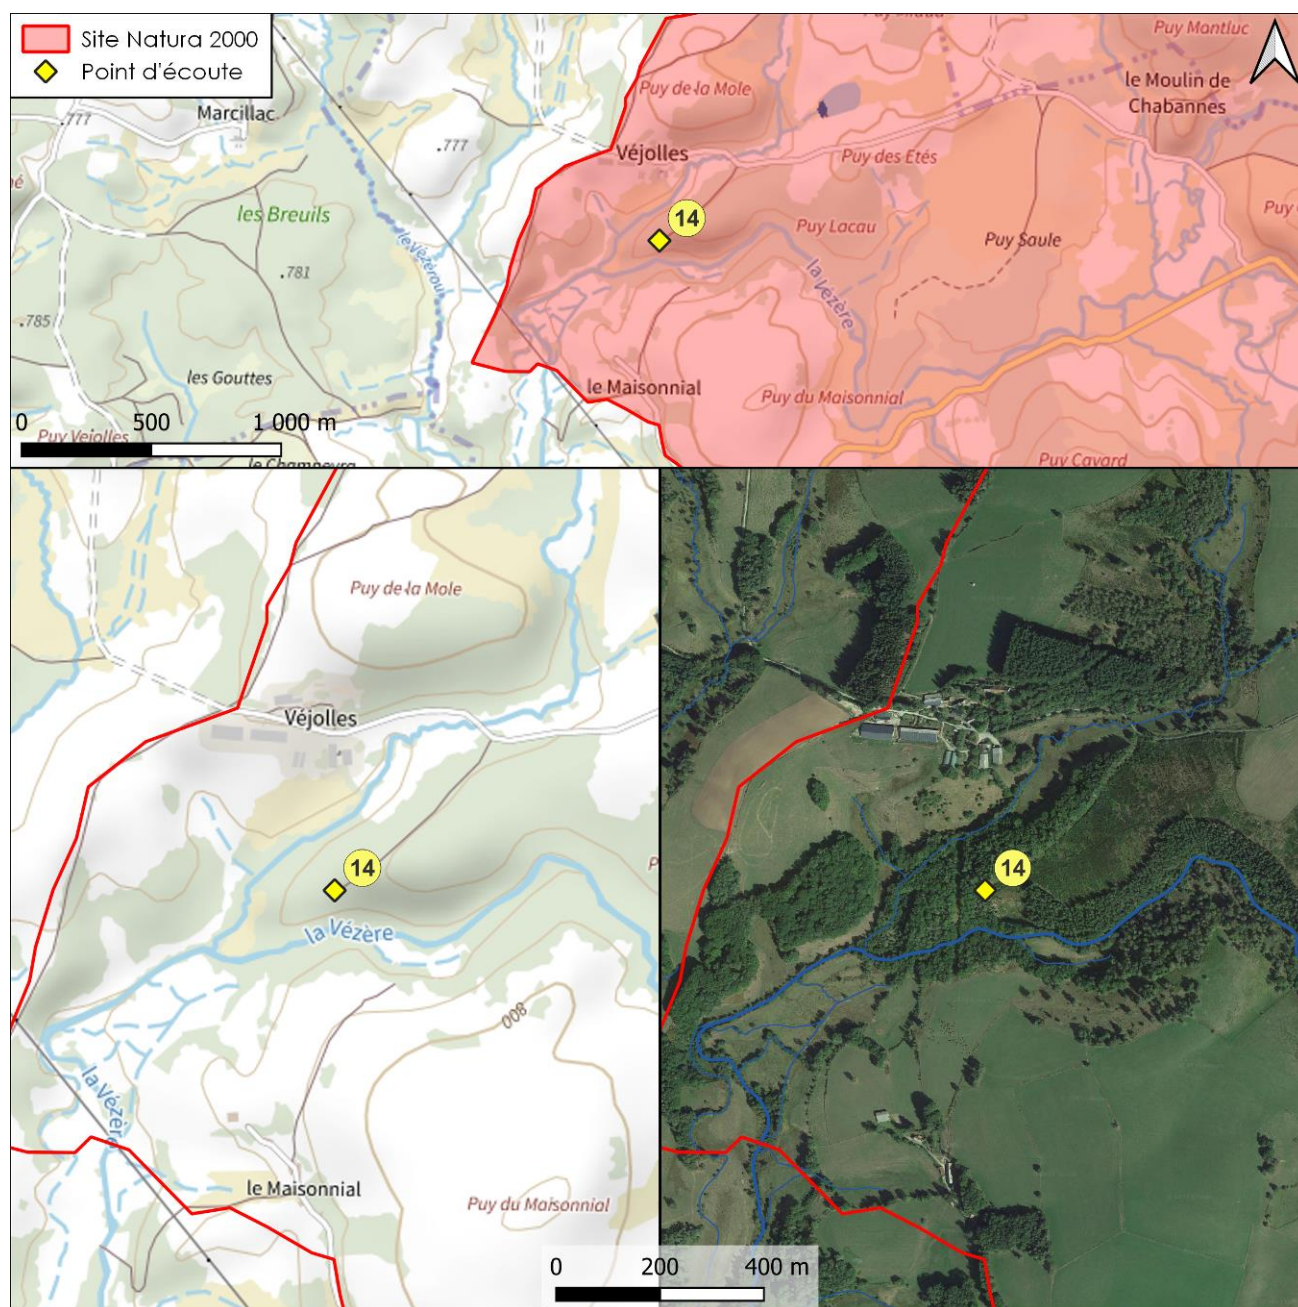 Site Natura 2000
Point d'écoute
Puy Montluc
le Moulin de
Chabannes
Puy de la Mole
.777
Marcillac
.777
Véjolles
Puy des Etés
les Breuils
14
Puy Lacau
Puy Saule
Puy
le Vézérou
.781
la Vézère
.785
les Gouttes
le Maisonnial
Puy du Maisonnial
0 500 1 000 m
Puy Vejolles
le Champeyra
Puy Cavard
Puy de la Mole
Véjolles
14
14
la Vézère
800
la Vézère
le Maisonnial
Puy du Maisonnial
0 200 400 m